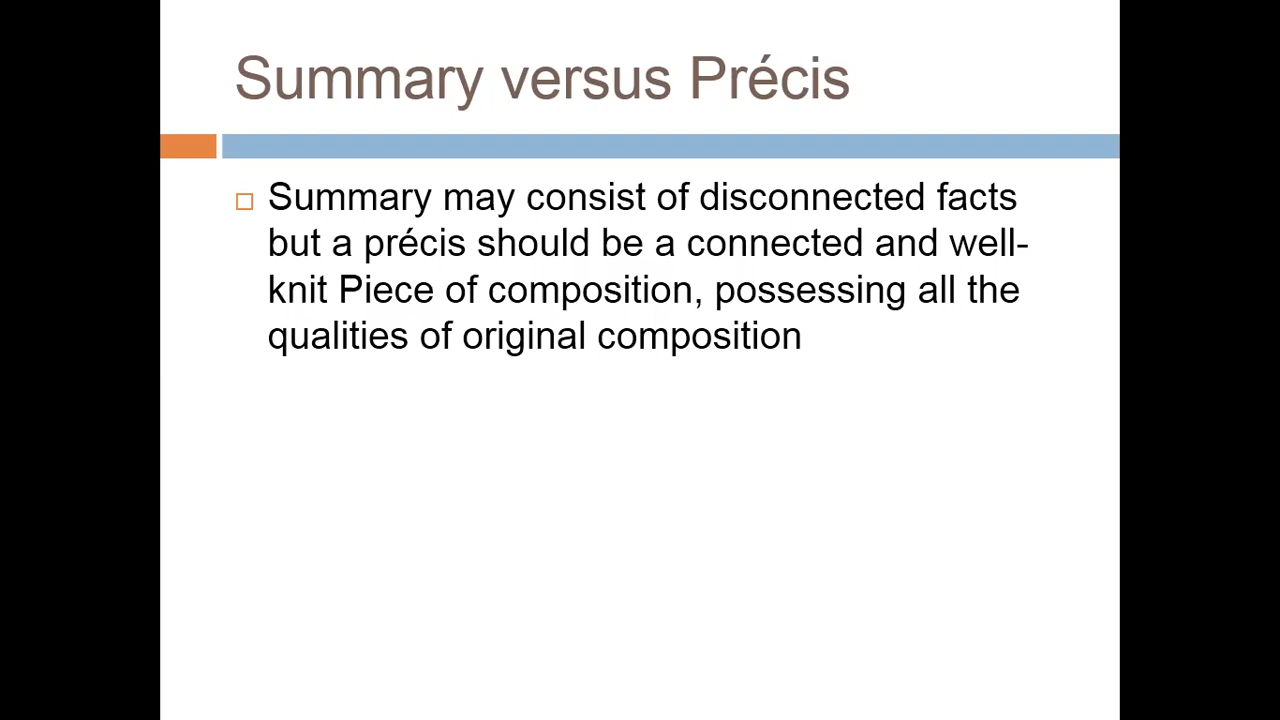 Summary versus Précis
Summary may consist of disconnected facts
but a précis should be a connected and well-
knit Piece of composition, possessing all the
qualities of original composition